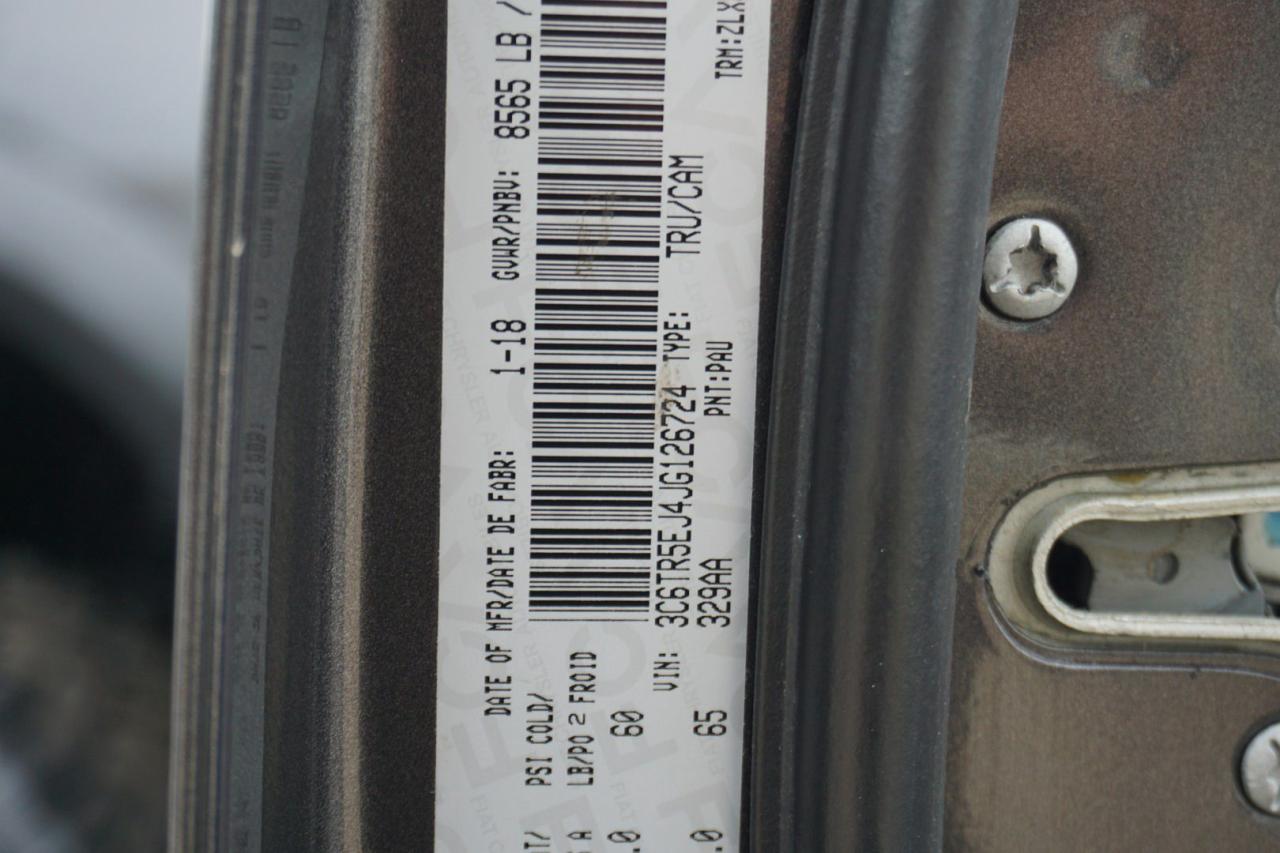 DATE OF MFR/DATE DE FABR: 1-18 GVWR/PNBV: 8565 LB /
PSI COLD/
LB/PO 2 FROID
60
VIN: 3C6TR5EJ4JG126724 TYPE: TRU/CAM
65 329AA PNT:PAU TRM:ZLX